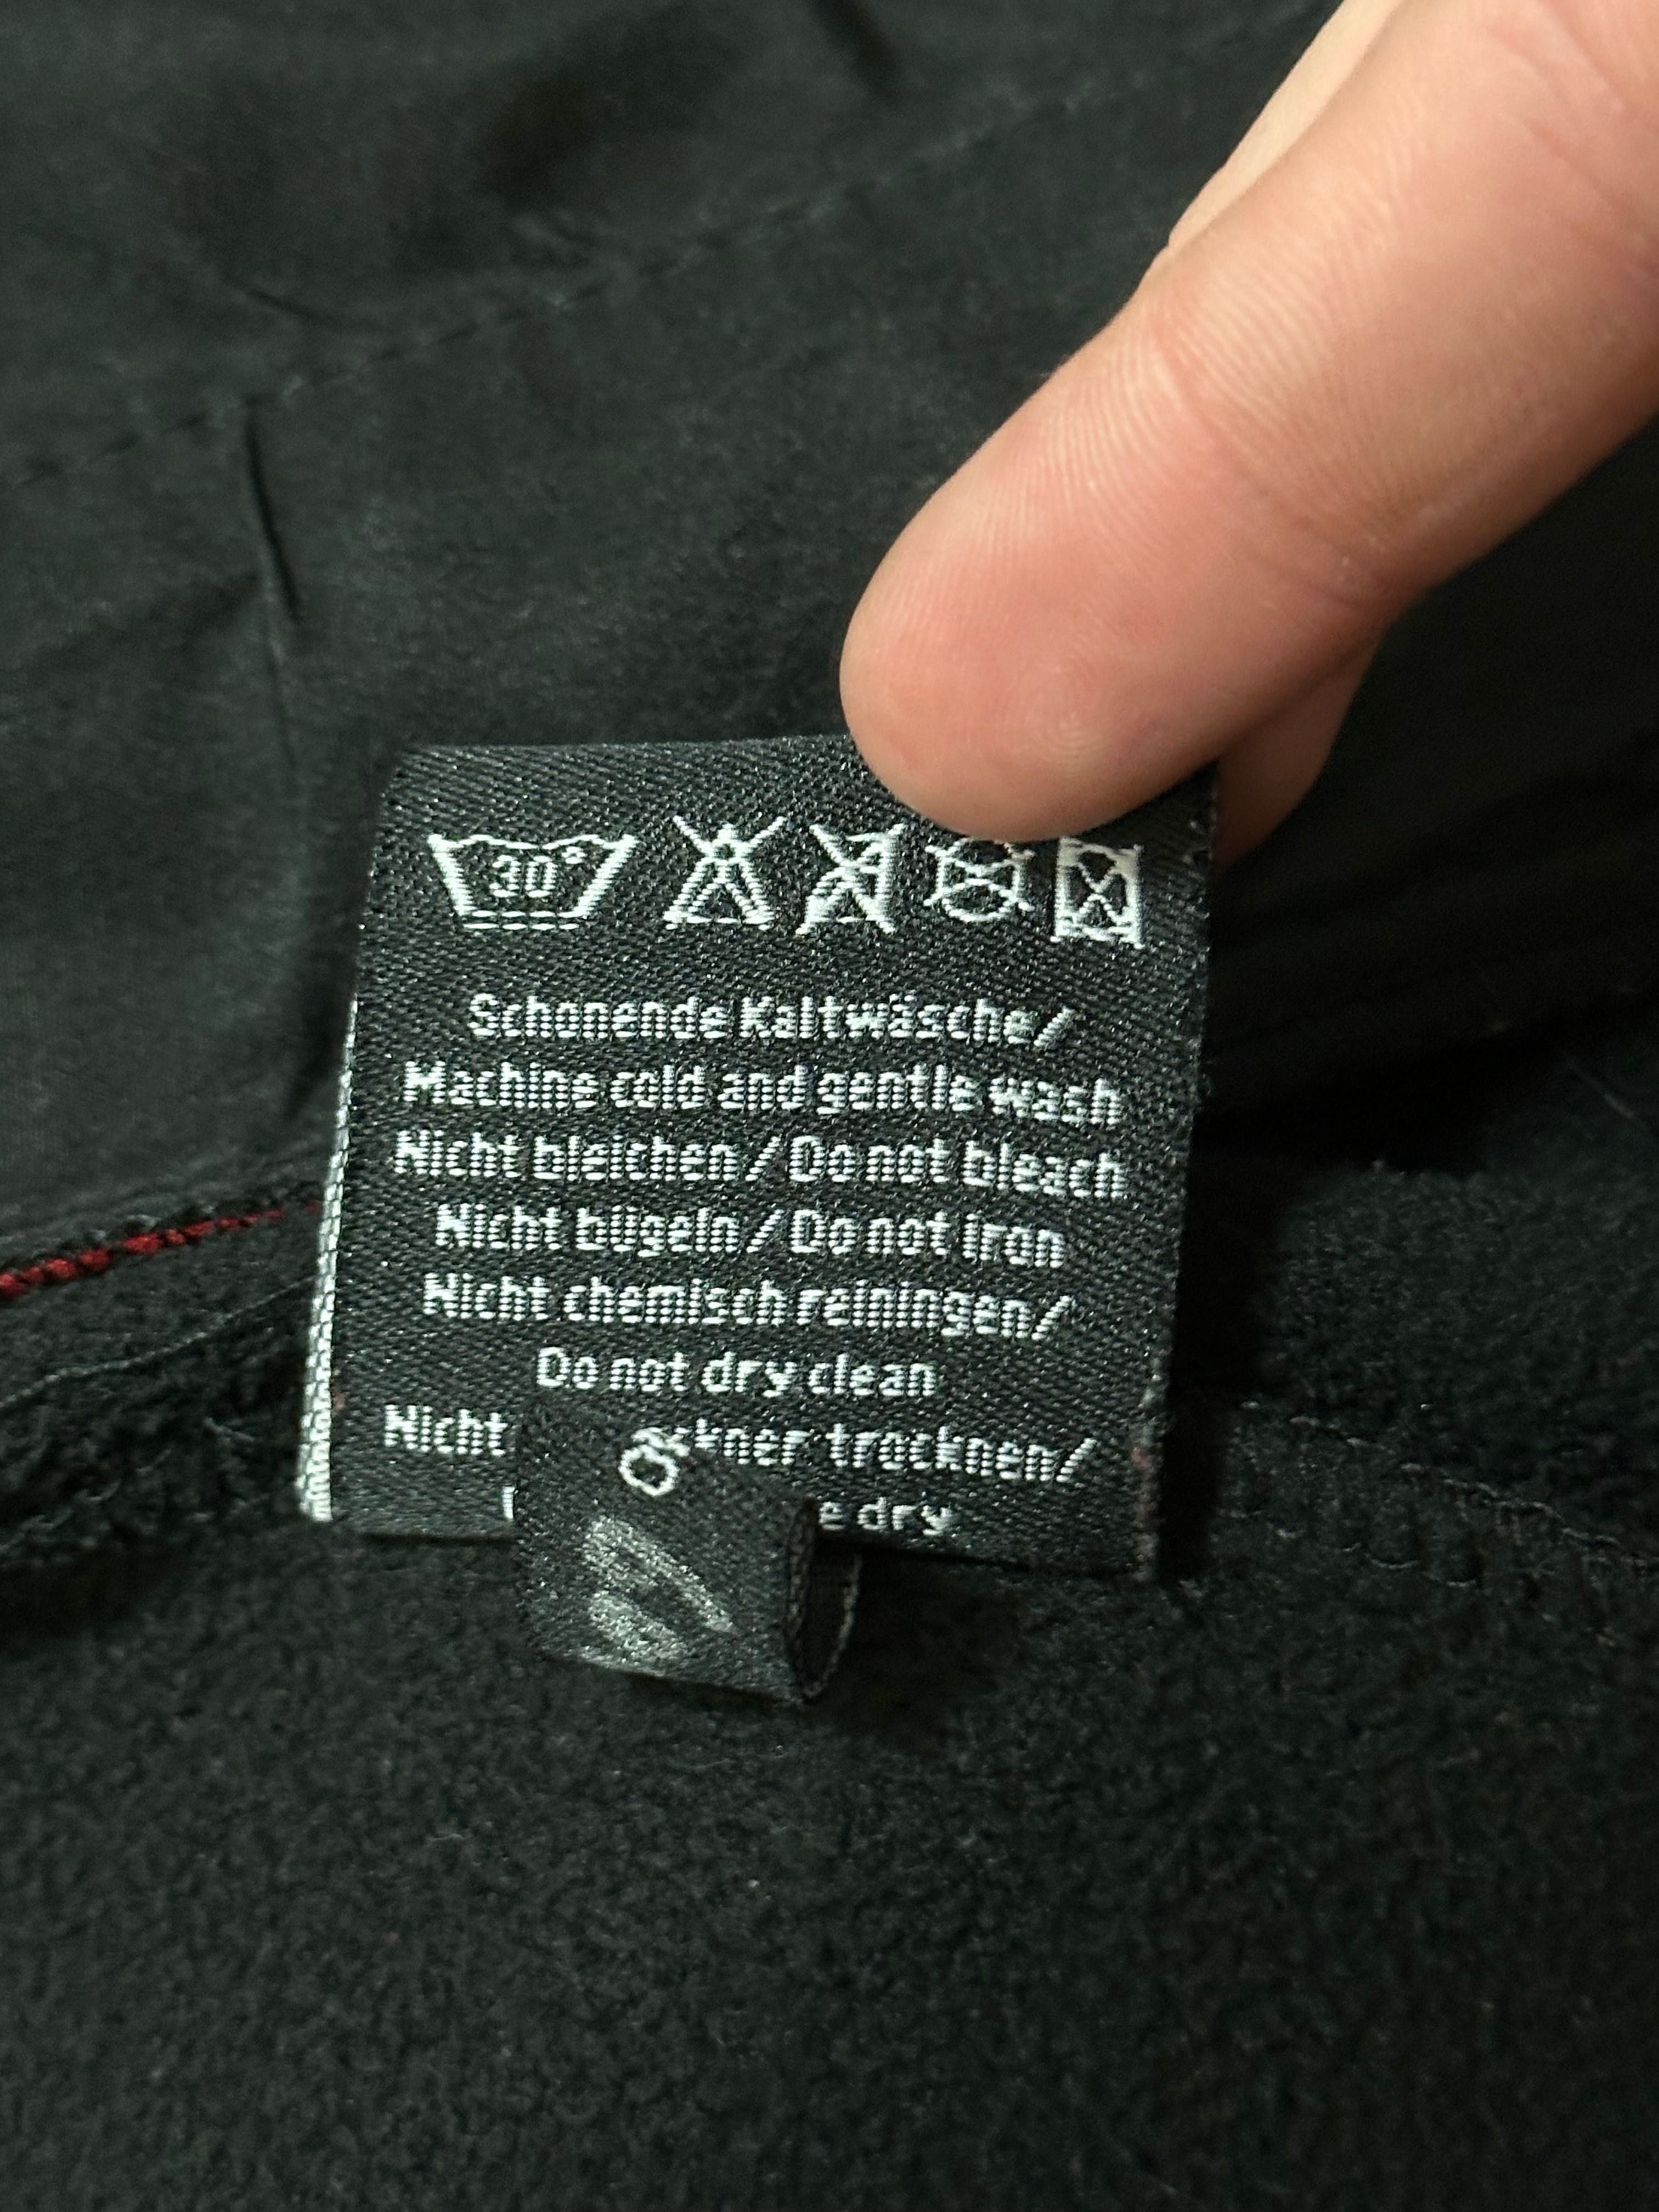 30°
Schonende Kaltwäsche/
Machine cold and gentle wash
Nicht bleichen / Do not bleach
Nicht bügeln / Do not iron
Nicht chemisch reiningen/
Do not dry clean
Nicht trocknen/
dry